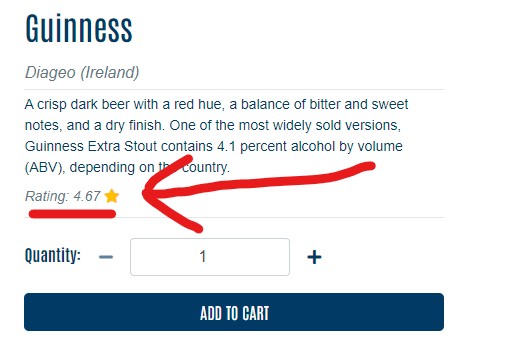 Guinness
Diageo (Ireland)
A crisp dark beer with a red hue, a balance of bitter and sweet
notes, and a dry finish. One of the most widely sold versions,
Guinness Extra Stout contains 4.1 percent alcohol by volume
(ABV), depending on the country.
Rating: 4.67
Quantity: − 1 +
ADD TO CART